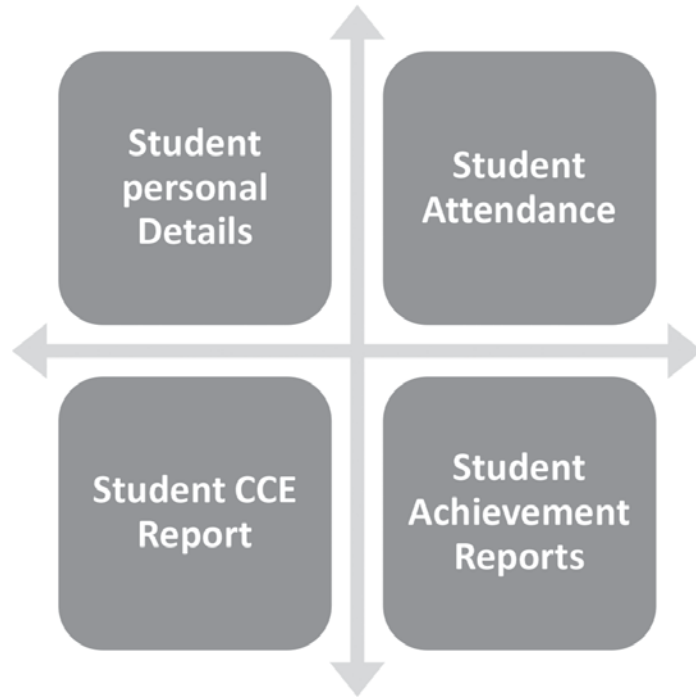 Student
personal
Details
Student
Attendance
Student CCE
Report
Student
Achievement
Reports